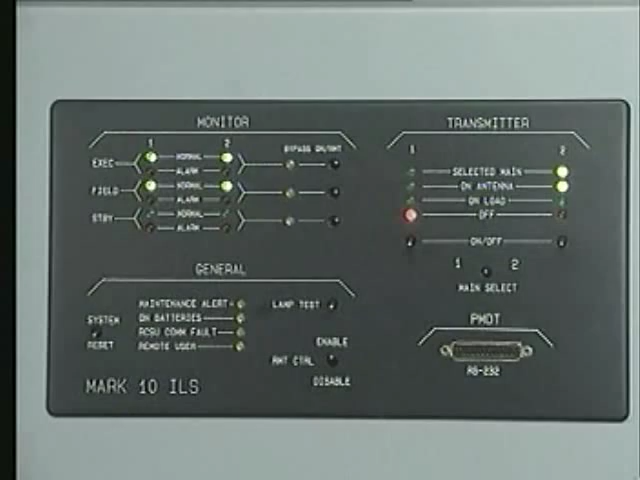 MONITOR
1 2
BYPASS ON/MNT
EXEC NORMAL
ALARM
FIELD NORMAL
ALARM
STBY NORMAL
ALARM
TRANSMITTER
1 2
SELECTED MAIN
ON ANTENNA
ON LOAD
OFF
ON/OFF
1 2
MAIN SELECT
GENERAL
SYSTEM
RESET
MAINTENANCE ALERT
ON BATTERIES
RCSU COMM FAULT
REMOTE USER
LAMP TEST
ENABLE
RMT CTRL
DISABLE
PMDT
RS-232
MARK 10 ILS